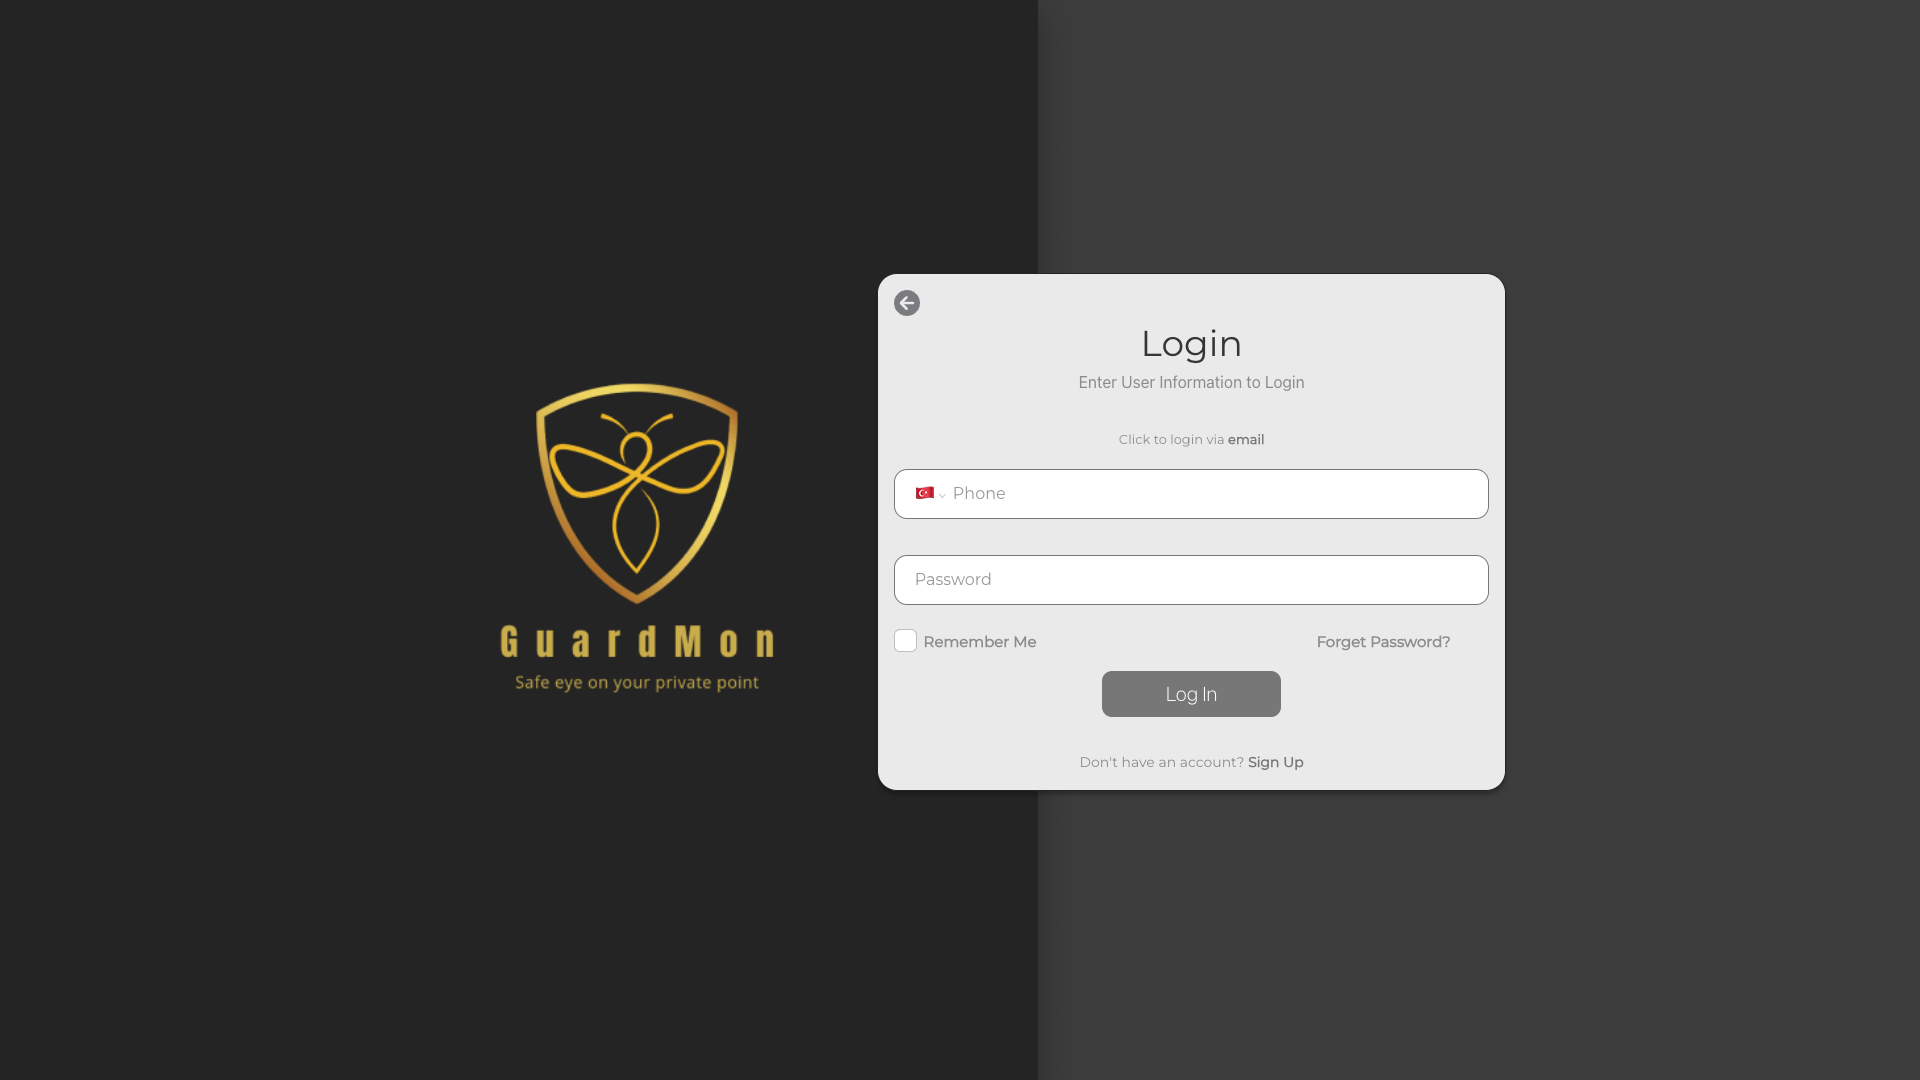 GuardMon
Safe eye on your private point
Login
Enter User Information to Login
Click to login via email
Phone
Password
Remember Me
Forget Password?
Log In
Don't have an account? Sign Up